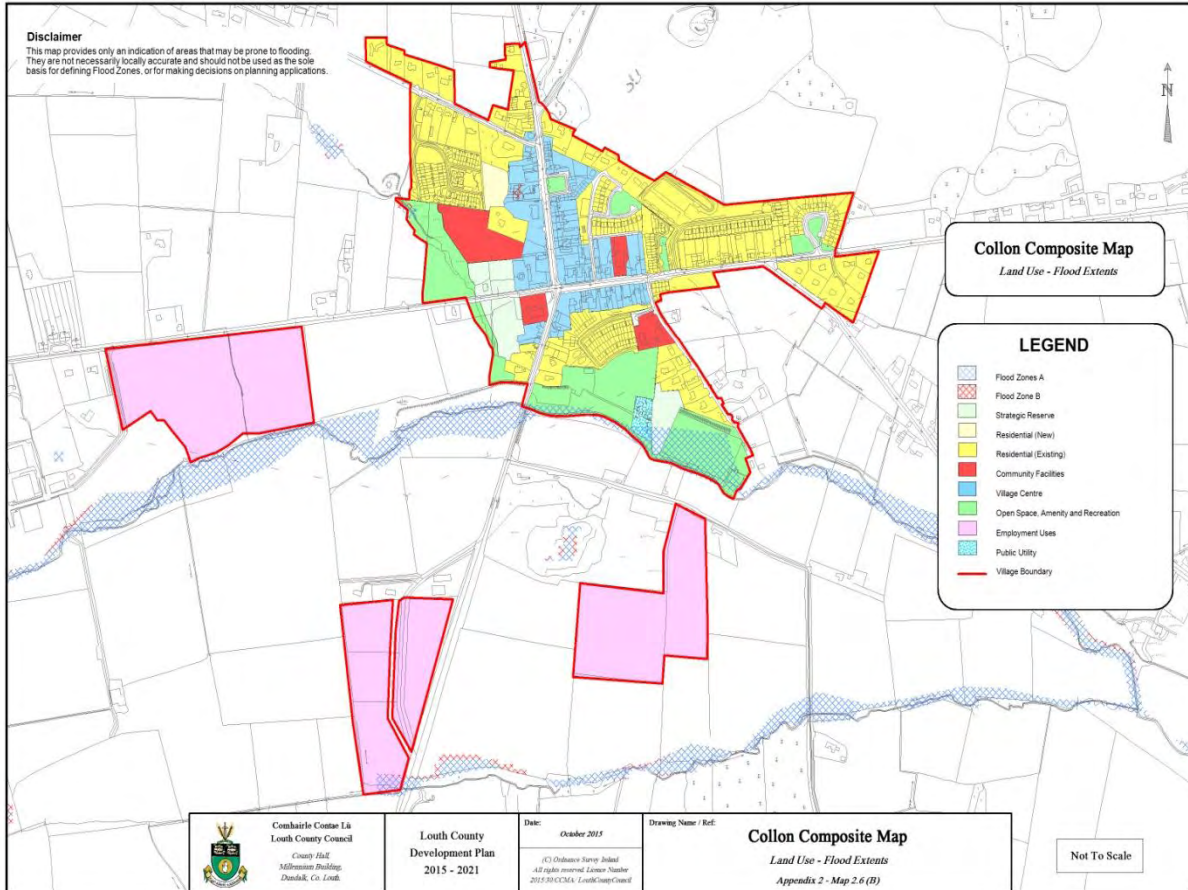 Disclaimer
This map provides only an indication of areas that may be prone to flooding.
They are not necessarily locally accurate and should not be used as the sole
basis for defining Flood Zones, or for making decisions on planning applications.
N
Collon Composite Map
Land Use - Flood Extents
LEGEND
Flood Zones A
Flood Zone B
Strategic Reserve
Residential (New)
Residential (Existing)
Community Facilities
Village Centre
Open Space, Amenity and Recreation
Employment Uses
Public Utility
Village Boundary
Comhairle Contae Lú
Louth County Council
County Hall,
Millennium Building,
Dundalk, Co. Louth.
Louth County
Development Plan
2015 - 2021
Date:
October 2015
(C) Ordnance Survey Ireland
All rights reserved. Licence Number
2015/30/CCMA/ LouthCountyCouncil
Drawing Name / Ref:
Collon Composite Map
Land Use - Flood Extents
Appendix 2 - Map 2.6 (B)
Not To Scale